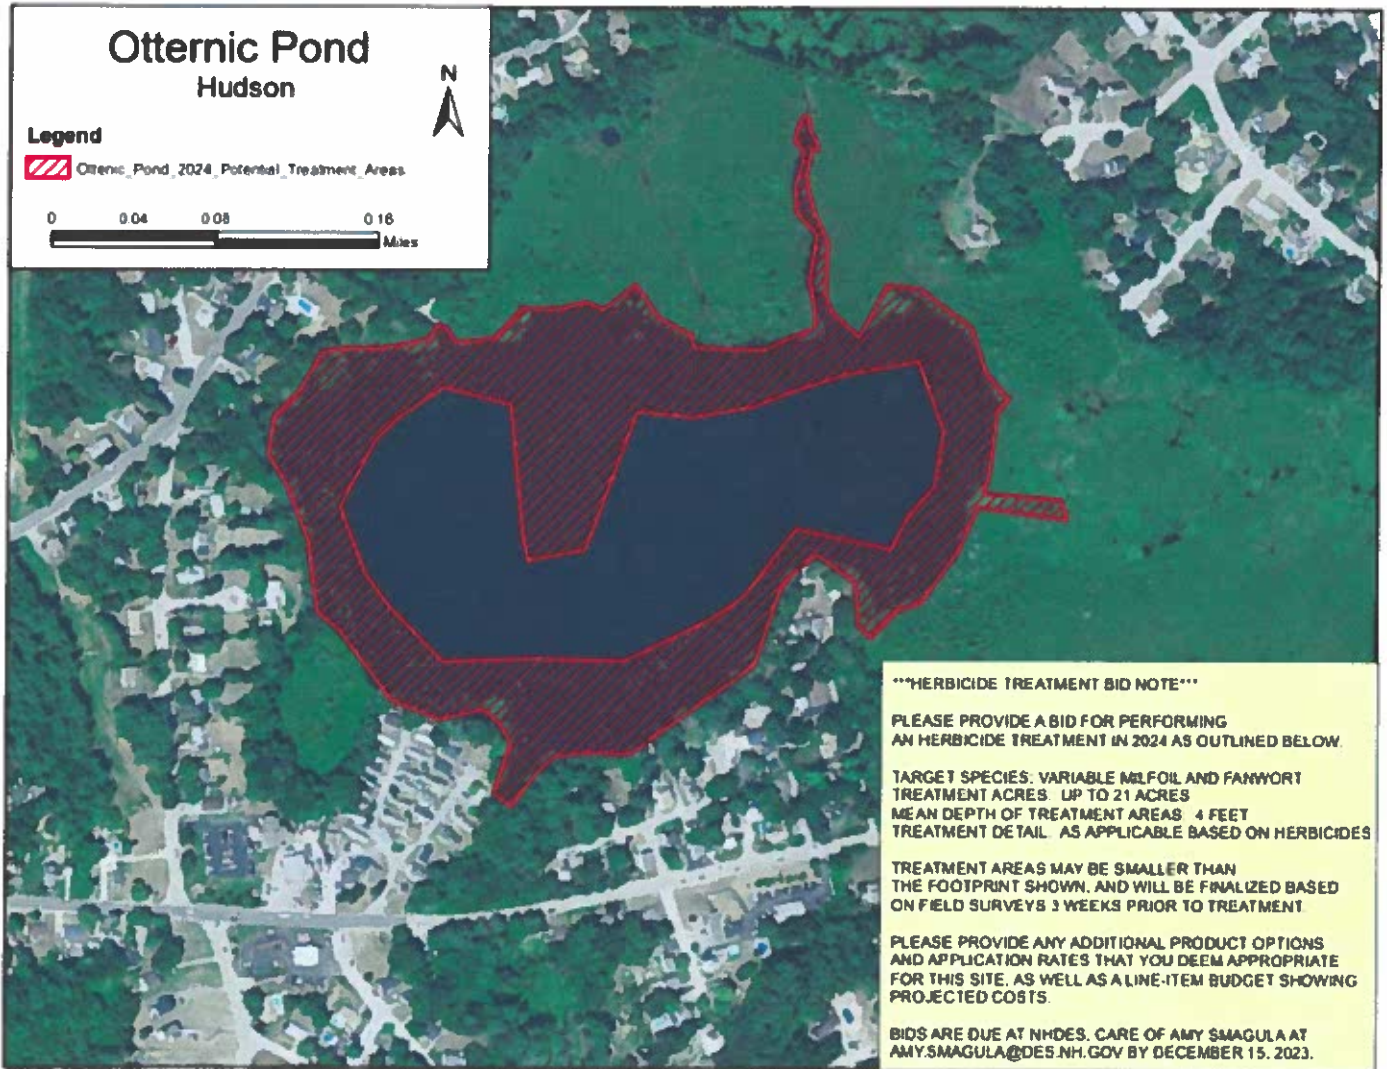 Otternic Pond
Hudson
N
Legend
Otternic_Pond_2024_Potential_Treatment_Areas
0 0.04 0.08 0.16
Miles
***HERBICIDE TREATMENT BID NOTE***
PLEASE PROVIDE A BID FOR PERFORMING
AN HERBICIDE TREATMENT IN 2024 AS OUTLINED BELOW.
TARGET SPECIES: VARIABLE MILFOIL AND FANWORT
TREATMENT ACRES: UP TO 21 ACRES
MEAN DEPTH OF TREATMENT AREAS: 4 FEET
TREATMENT DETAIL: AS APPLICABLE BASED ON HERBICIDES
TREATMENT AREAS MAY BE SMALLER THAN
THE FOOTPRINT SHOWN, AND WILL BE FINALIZED BASED
ON FIELD SURVEYS 3 WEEKS PRIOR TO TREATMENT.
PLEASE PROVIDE ANY ADDITIONAL PRODUCT OPTIONS
AND APPLICATION RATES THAT YOU DEEM APPROPRIATE
FOR THIS SITE, AS WELL AS A LINE-ITEM BUDGET SHOWING
PROJECTED COSTS.
BIDS ARE DUE AT NHDES, CARE OF AMY SMAGULA AT
AMY.SMAGULA@DES.NH.GOV BY DECEMBER 15, 2023.